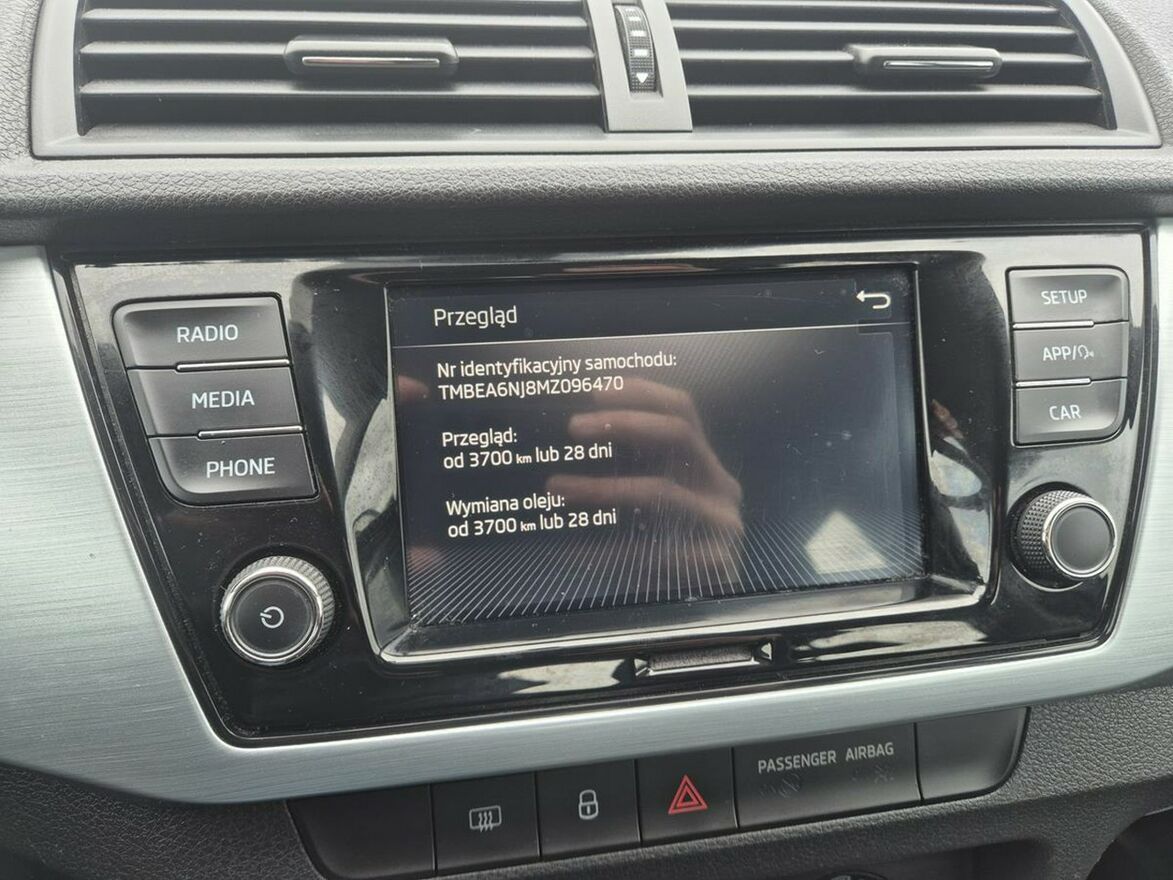 RADIO
MEDIA
PHONE
Przegląd
Nr identyfikacyjny samochodu:
TMBEA6NJ8MZ096470
Przegląd:
od 3700 km lub 28 dni
Wymiana oleju:
od 3700 km lub 28 dni
SETUP
APP/
CAR
PASSENGER AIRBAG